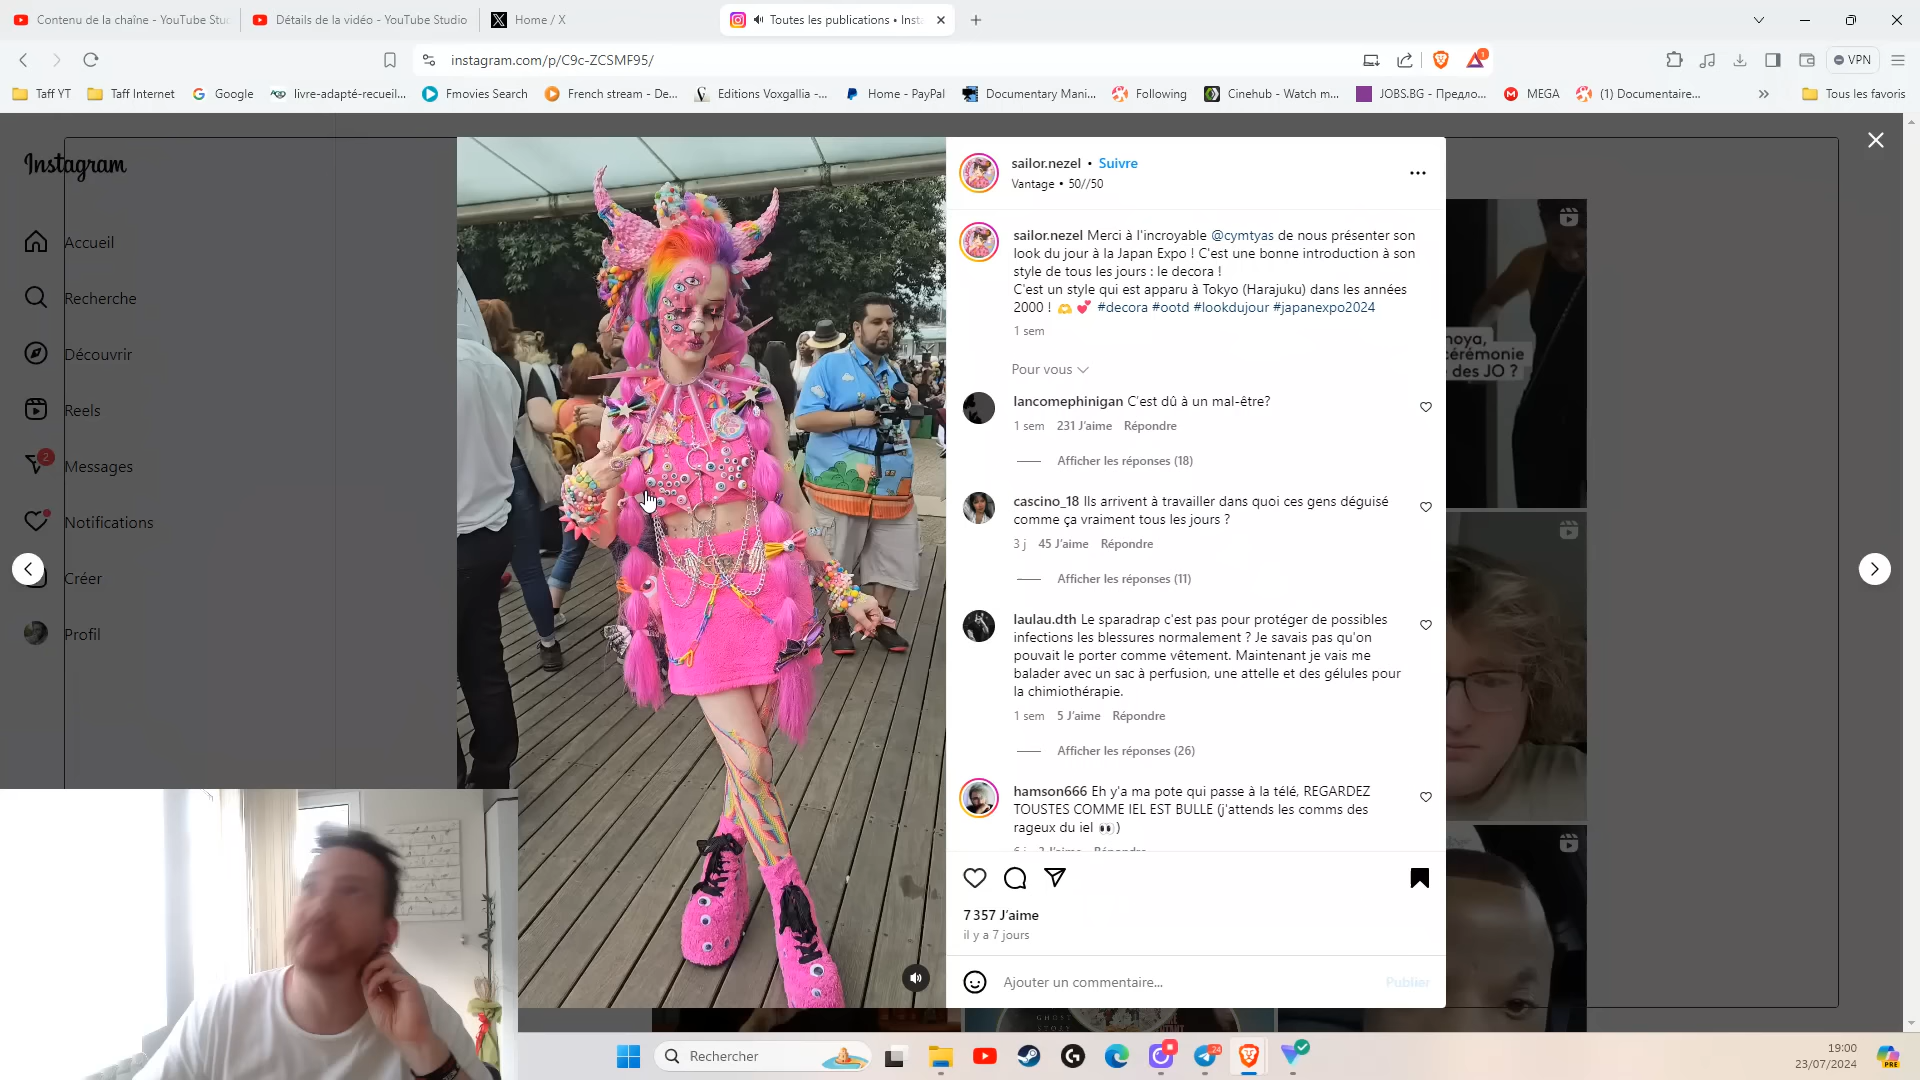 Contenu de la chaîne - YouTube Stu
Détails de la vidéo - YouTube Studio
Home / X
Toutes les publications • Inst
instagram.com/p/C9c-ZCSMF95/
1
VPN
Taff YT
Taff Internet
Google
livre-adapté-recueil...
Fmovies Search
French stream - De...
Editions Voxgallia -...
Home - PayPal
Documentary Mani...
Following
Cinehub - Watch m...
JOBS.BG - Предло...
MEGA
(1) Documentaire...
Tous les favoris
Instagram
Accueil
Recherche
Découvrir
Reels
2
Messages
Notifications
Créer
Profil
sailor.nezel • Suivre
Vantage • 50//50
sailor.nezel Merci à l'incroyable @cymtyas de nous présenter son
look du jour à la Japan Expo ! C'est une bonne introduction à son
style de tous les jours : le decora !
C'est un style qui est apparu à Tokyo (Harajuku) dans les années
2000 ! 🫶 💕 #decora #ootd #lookdujour #japanexpo2024
1 sem
Pour vous
lancomephinigan C'est dû à un mal-être?
1 sem 231 J'aime Répondre
Afficher les réponses (18)
cascino_18 Ils arrivent à travailler dans quoi ces gens déguisé
comme ça vraiment tous les jours ?
3 j 45 J'aime Répondre
Afficher les réponses (11)
laulau.dth Le sparadrap c'est pas pour protéger de possibles
infections les blessures normalement ? Je savais pas qu'on
pouvait le porter comme vêtement. Maintenant je vais me
balader avec un sac à perfusion, une attelle et des gélules pour
la chimiothérapie.
1 sem 5 J'aime Répondre
Afficher les réponses (26)
hamson666 Eh y'a ma pote qui passe à la télé, REGARDEZ
TOUSTES COMME IEL EST BULLE (j'attends les comms des
rageux du iel 👀)
7 357 J'aime
il y a 7 jours
Ajouter un commentaire...
Publier
noya,
cérémonie
des JO ?
GHOST
STORY
Rechercher
24
19:00
23/07/2024
PRE